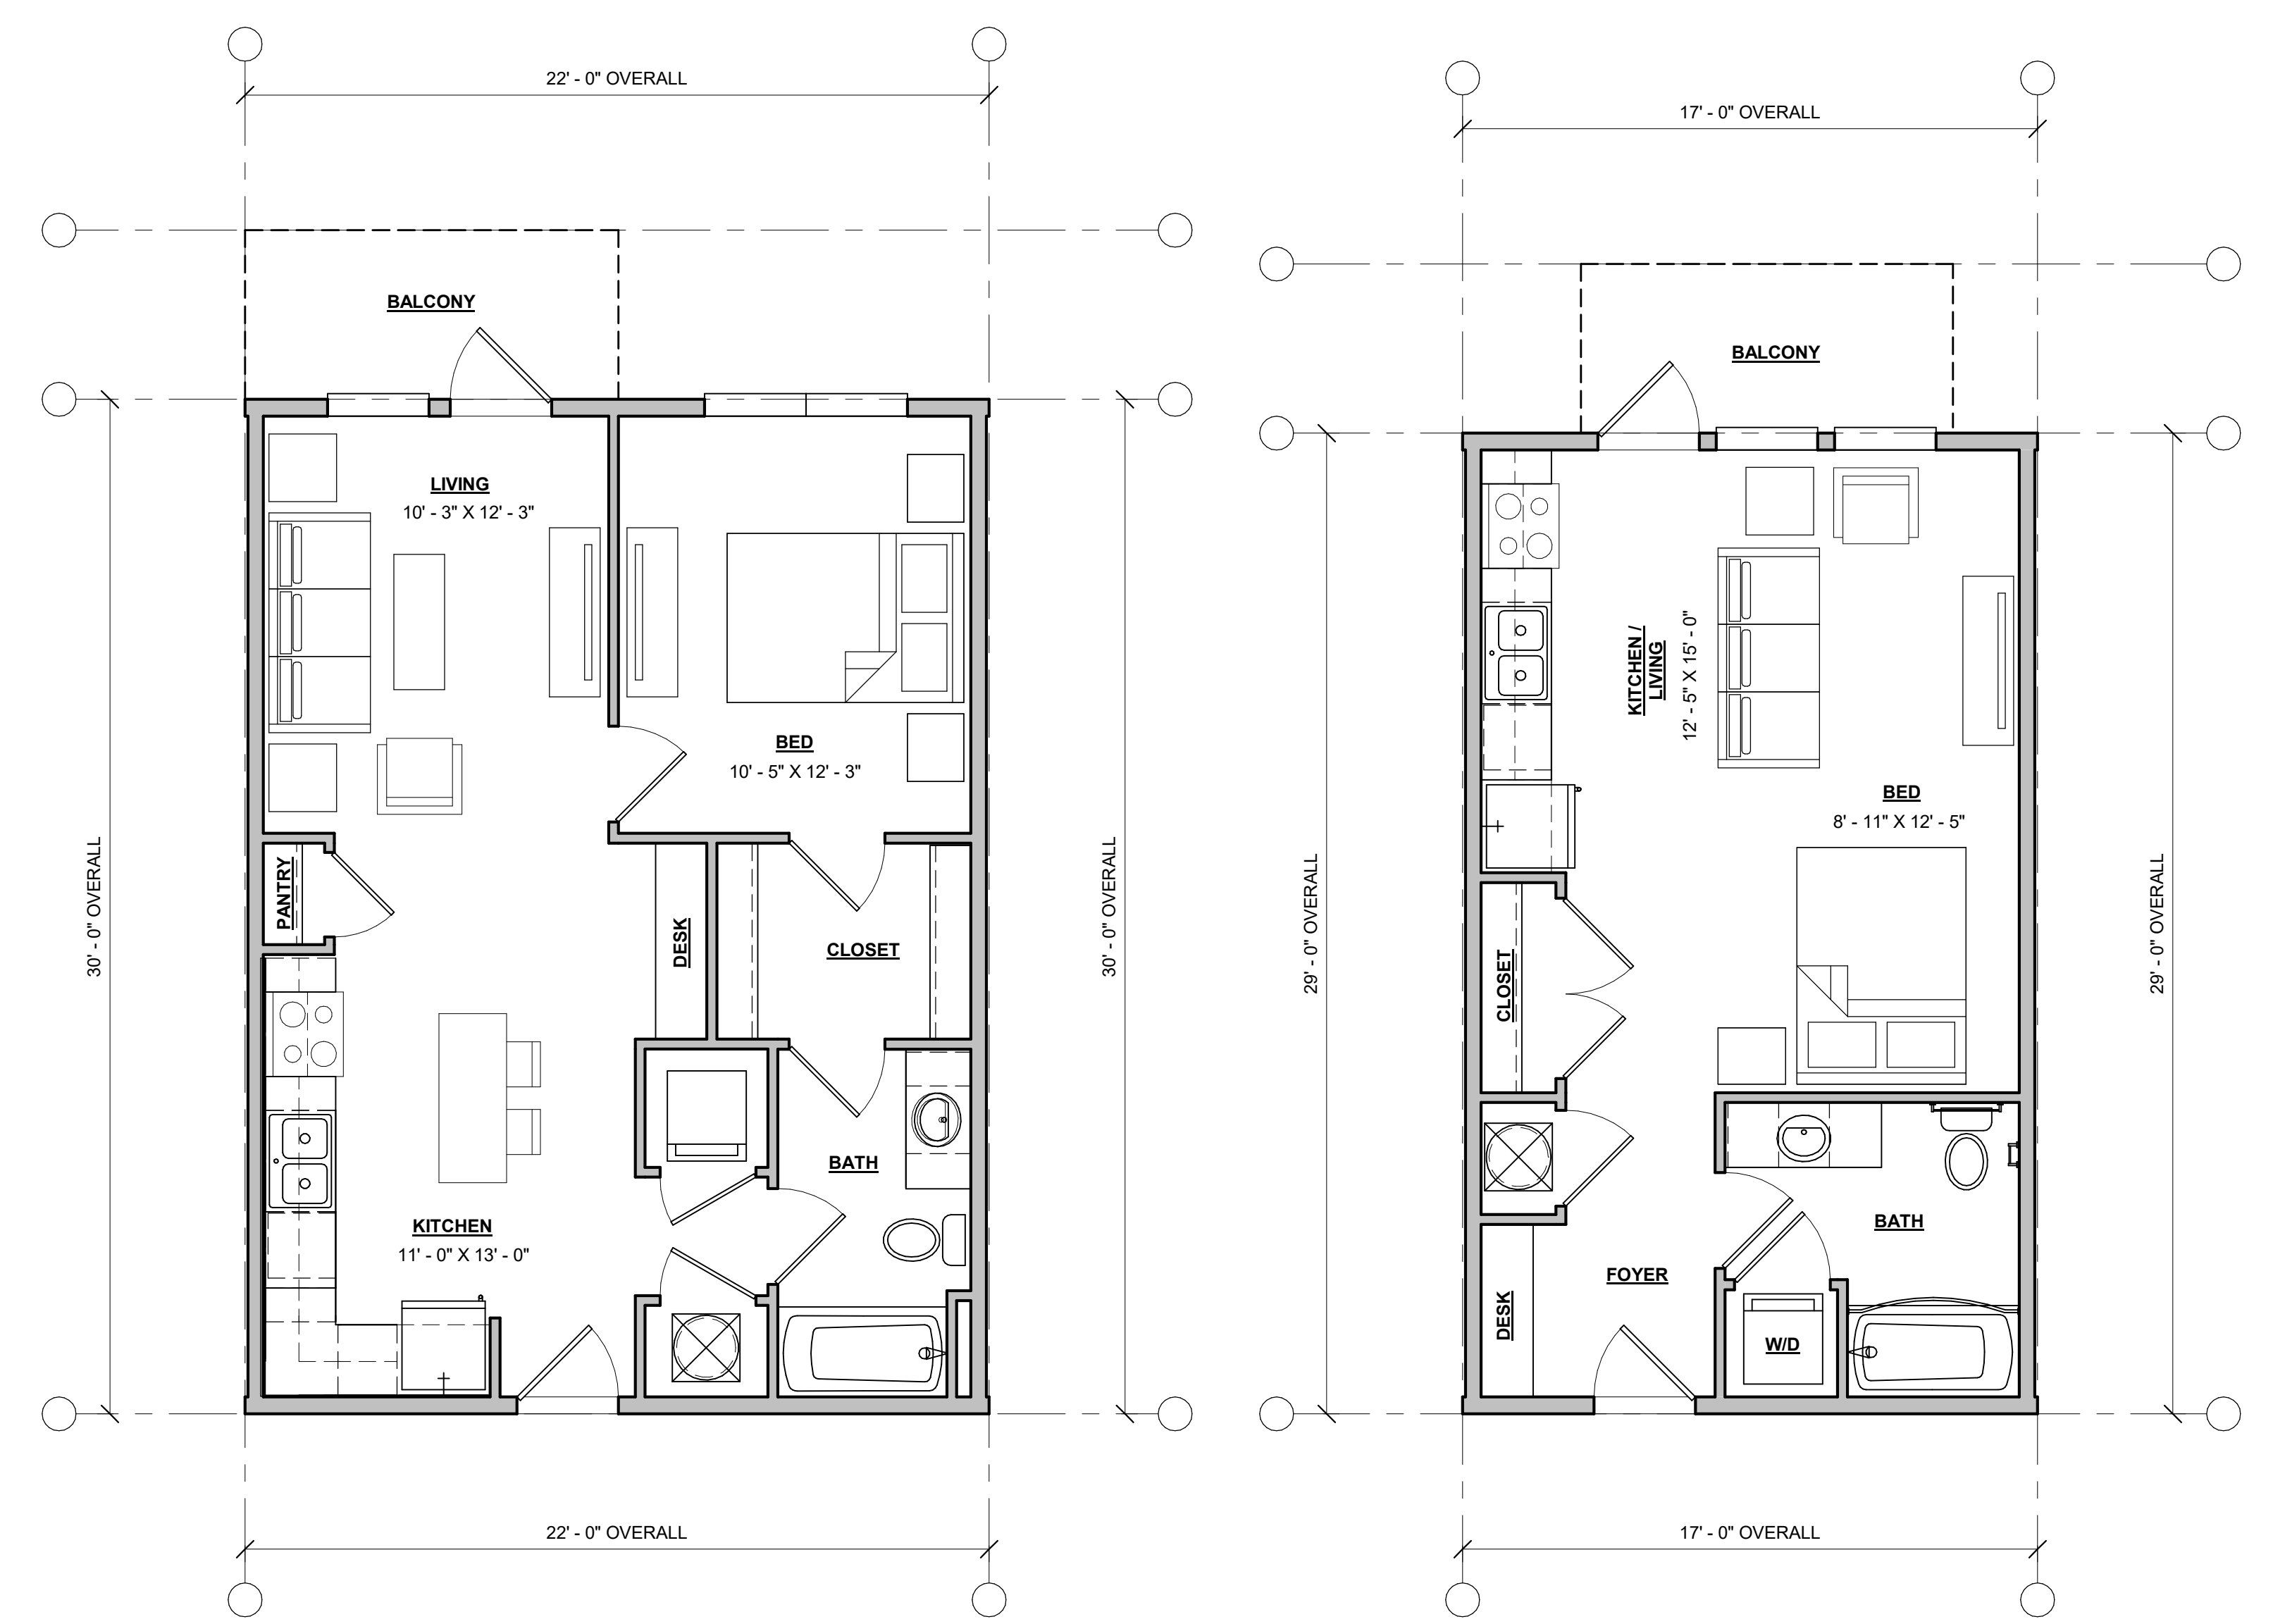 22' - 0" OVERALL
BALCONY
LIVING
10' - 3" X 12' - 3"
BED
10' - 5" X 12' - 3"
PANTRY
30' - 0" OVERALL
DESK
CLOSET
30' - 0" OVERALL
BATH
KITCHEN
11' - 0" X 13' - 0"
22' - 0" OVERALL
17' - 0" OVERALL
BALCONY
KITCHEN /
LIVING
12' - 5" X 15' - 0"
BED
8' - 11" X 12' - 5"
29' - 0" OVERALL
CLOSET
29' - 0" OVERALL
BATH
FOYER
DESK
W/D
17' - 0" OVERALL